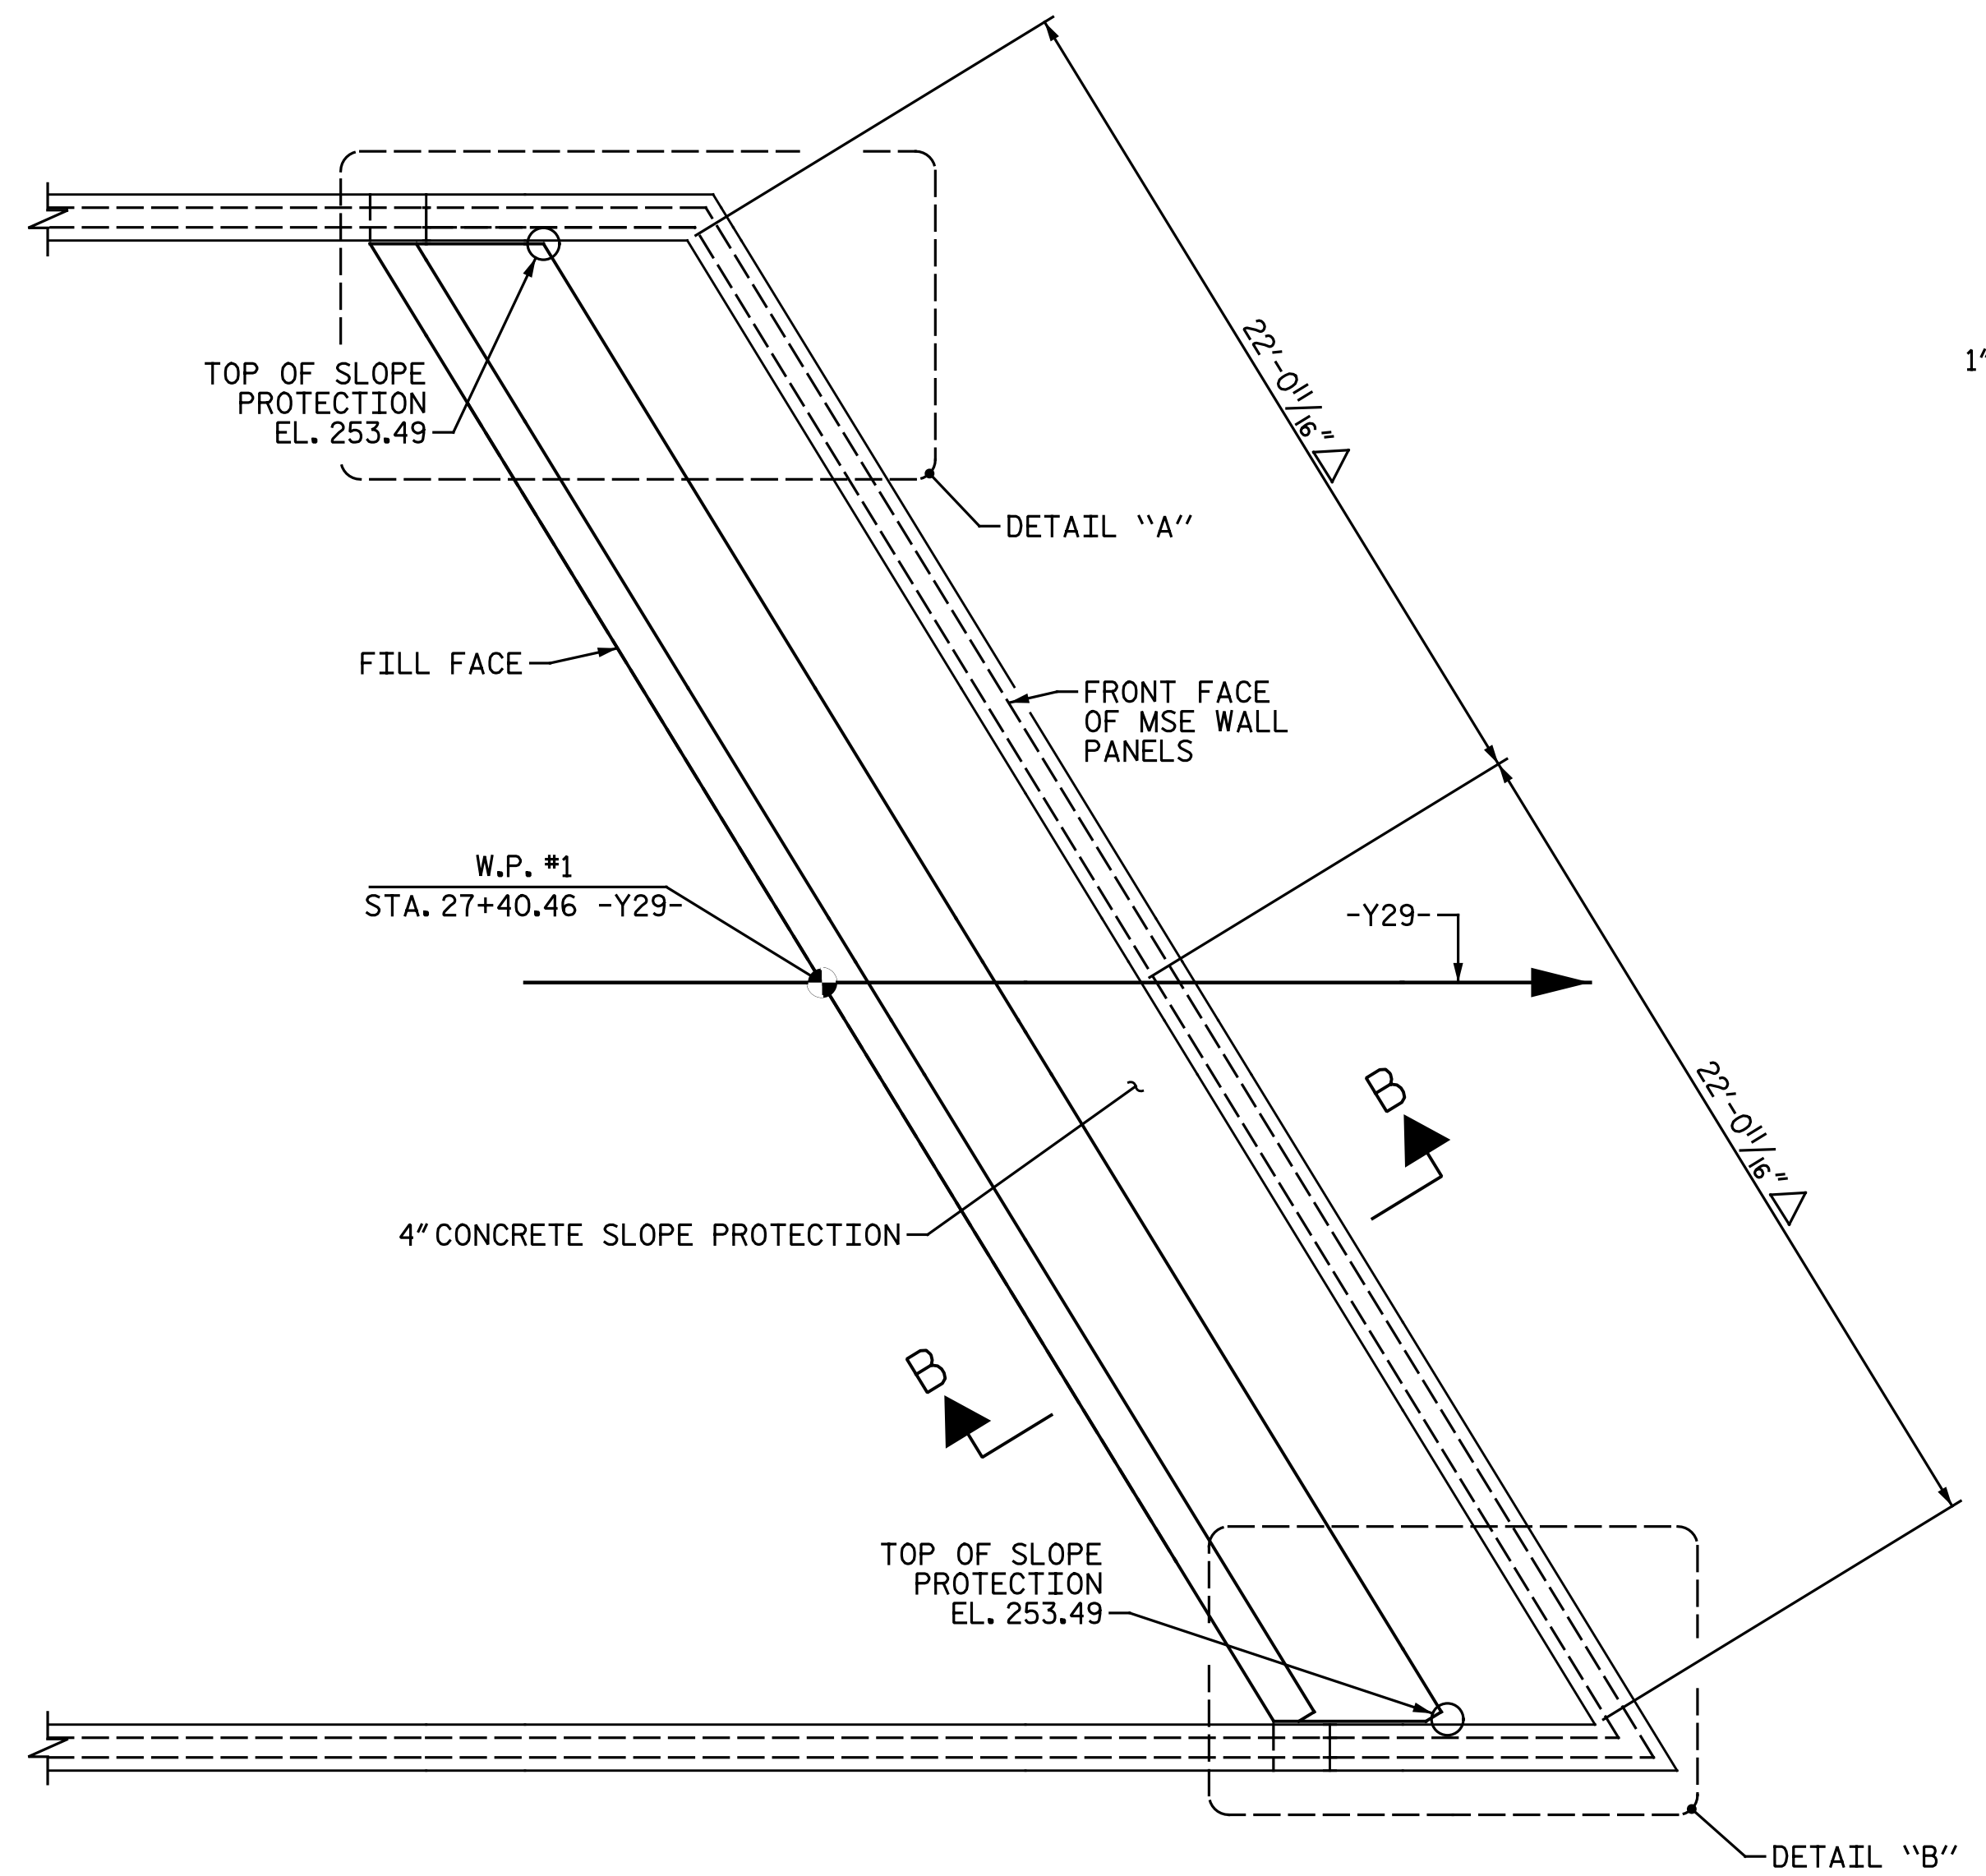 22'-0 11/16" △
1"
TOP OF SLOPE
PROTECTION
EL. 253.49
DETAIL "A"
FILL FACE
FRONT FACE
OF MSE WALL
PANELS
W.P. #1
STA. 27+40.46 -Y29-
-Y29-
B
22'-0 11/16" △
4" CONCRETE SLOPE PROTECTION
B
TOP OF SLOPE
PROTECTION
EL. 253.49
DETAIL "B"